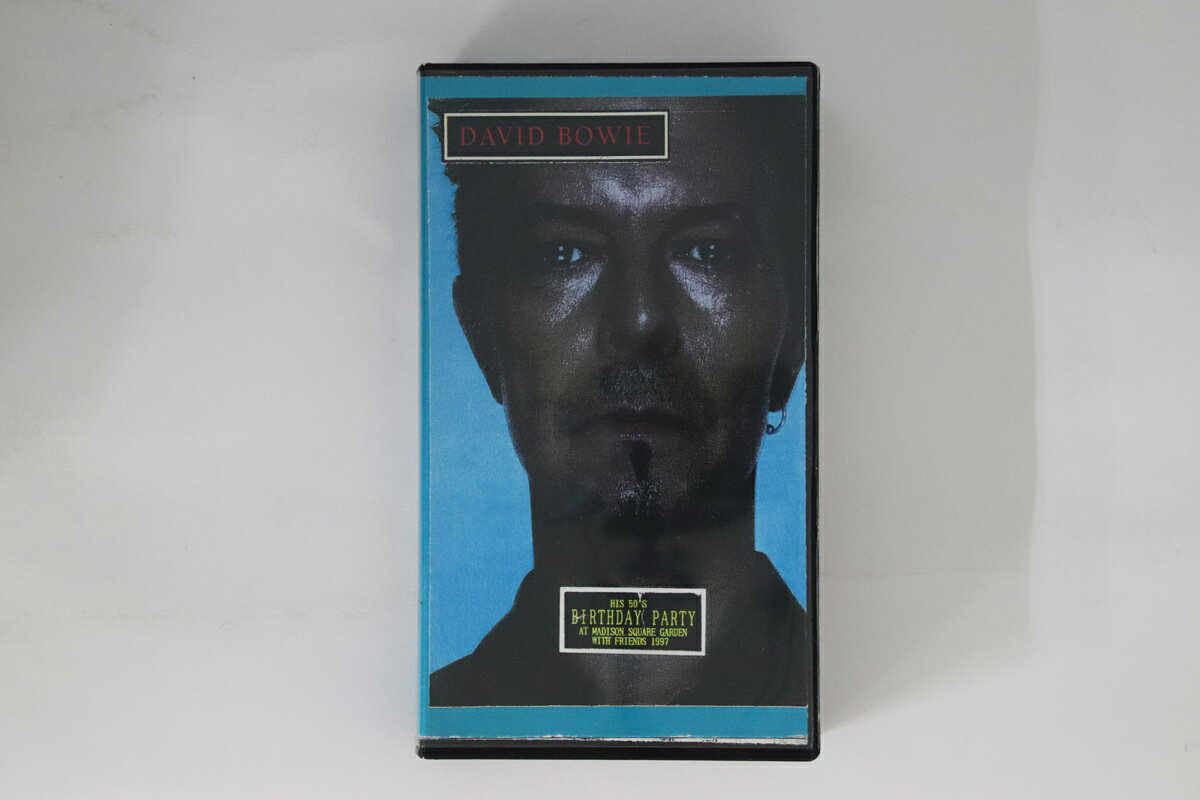 DAVID BOWIE
HIS 50'S
BIRTHDAY PARTY
AT MADISON SQUARE GARDEN
WITH FRIENDS 1997